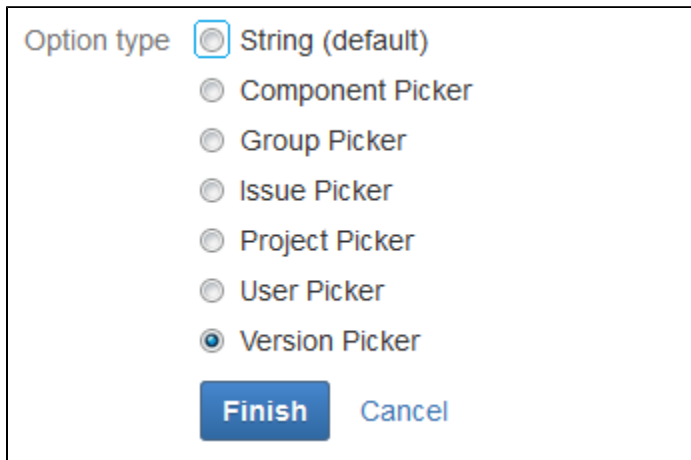 Option type String (default)
Component Picker
Group Picker
Issue Picker
Project Picker
User Picker
Version Picker
Finish Cancel